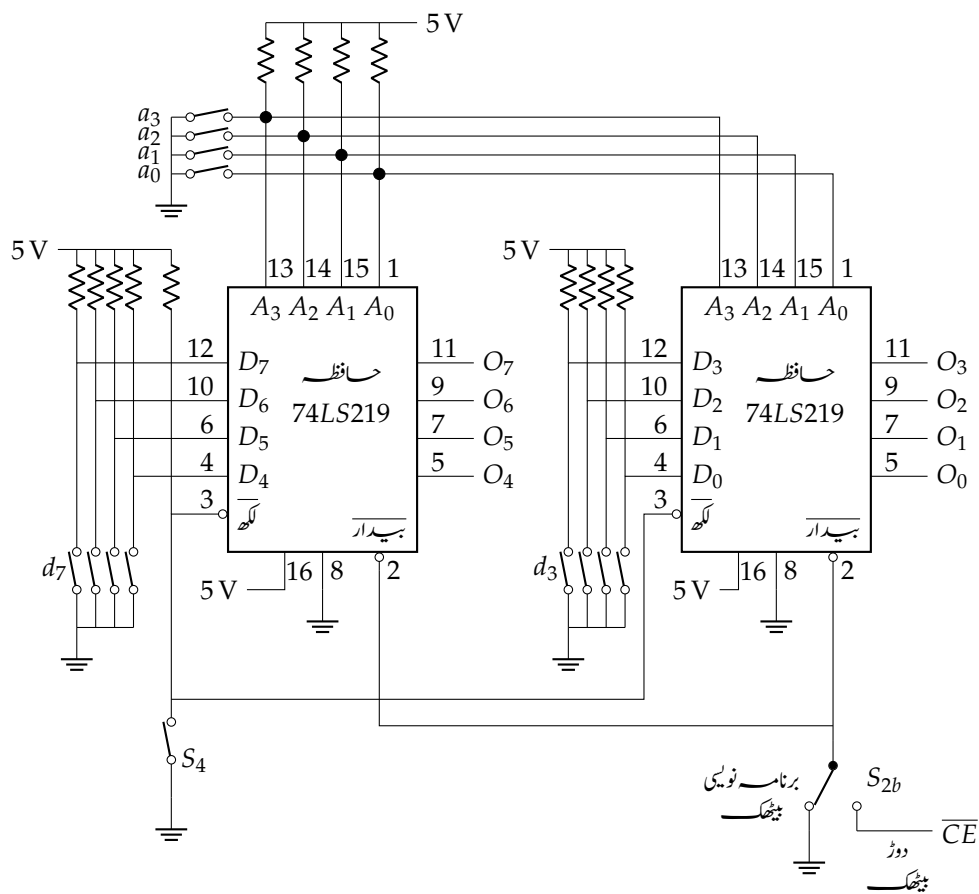 5 V
a3
a2
a1
a0
5 V
13 14 15 1
A3 A2 A1 A0
12 D7
10 D6
6 D5
4 D4
3 لکھ
حافظہ
74LS219
بیدار
11 O7
9 O6
7 O5
5 O4
5 V 16 8 2
d7
S4
5 V
13 14 15 1
A3 A2 A1 A0
12 D3
10 D2
6 D1
4 D0
3 لکھ
حافظہ
74LS219
بیدار
11 O3
9 O2
7 O1
5 O0
5 V 16 8 2
d3
برنامہ نویسی
بیٹھک
S2b
CE
دوڑ
بیٹھک